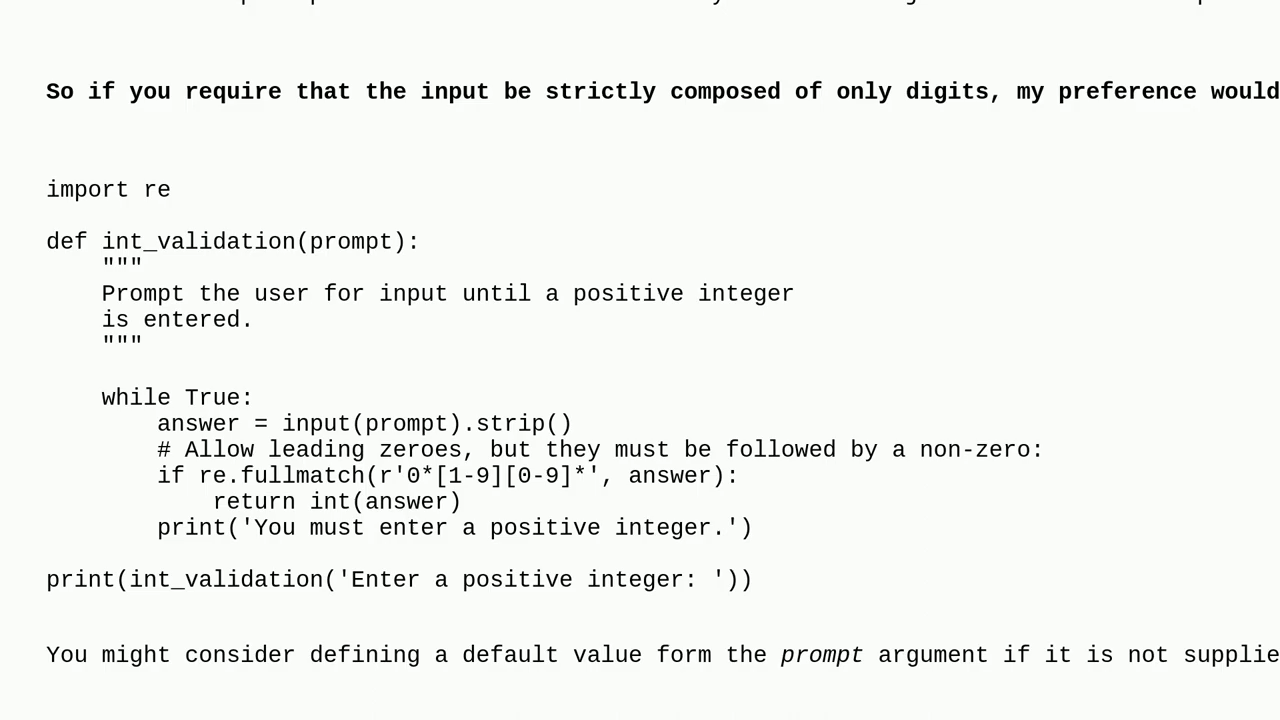 So if you require that the input be strictly composed of only digits, my preference would
import re
def int_validation(prompt):
"""
Prompt the user for input until a positive integer
is entered.
"""
while True:
answer = input(prompt).strip()
# Allow leading zeroes, but they must be followed by a non-zero:
if re.fullmatch(r'0*[1-9][0-9]*', answer):
return int(answer)
print('You must enter a positive integer.')
print(int_validation('Enter a positive integer: '))
You might consider defining a default value form the prompt argument if it is not supplie